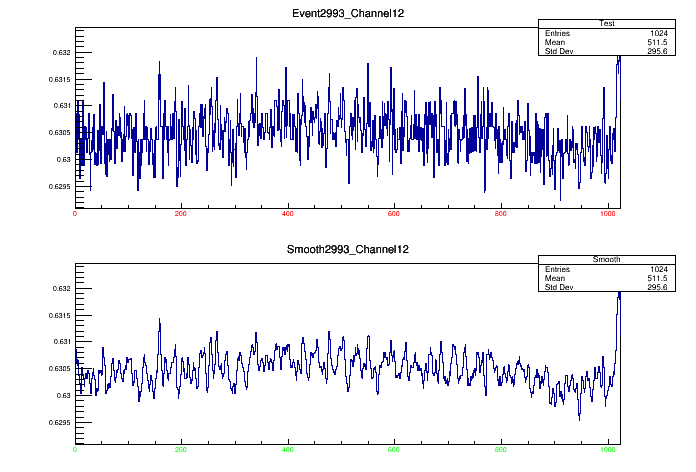 Event2993_Channel12
Test
Entries 1024
Mean 511.5
Std Dev 295.6
0.632
0.6315
0.631
0.6305
0.63
0.6295
0 200 400 600 800 1000
Smooth2993_Channel12
Smooth
Entries 1024
Mean 511.5
Std Dev 295.6
0.632
0.6315
0.631
0.6305
0.63
0.6295
0 200 400 600 800 1000